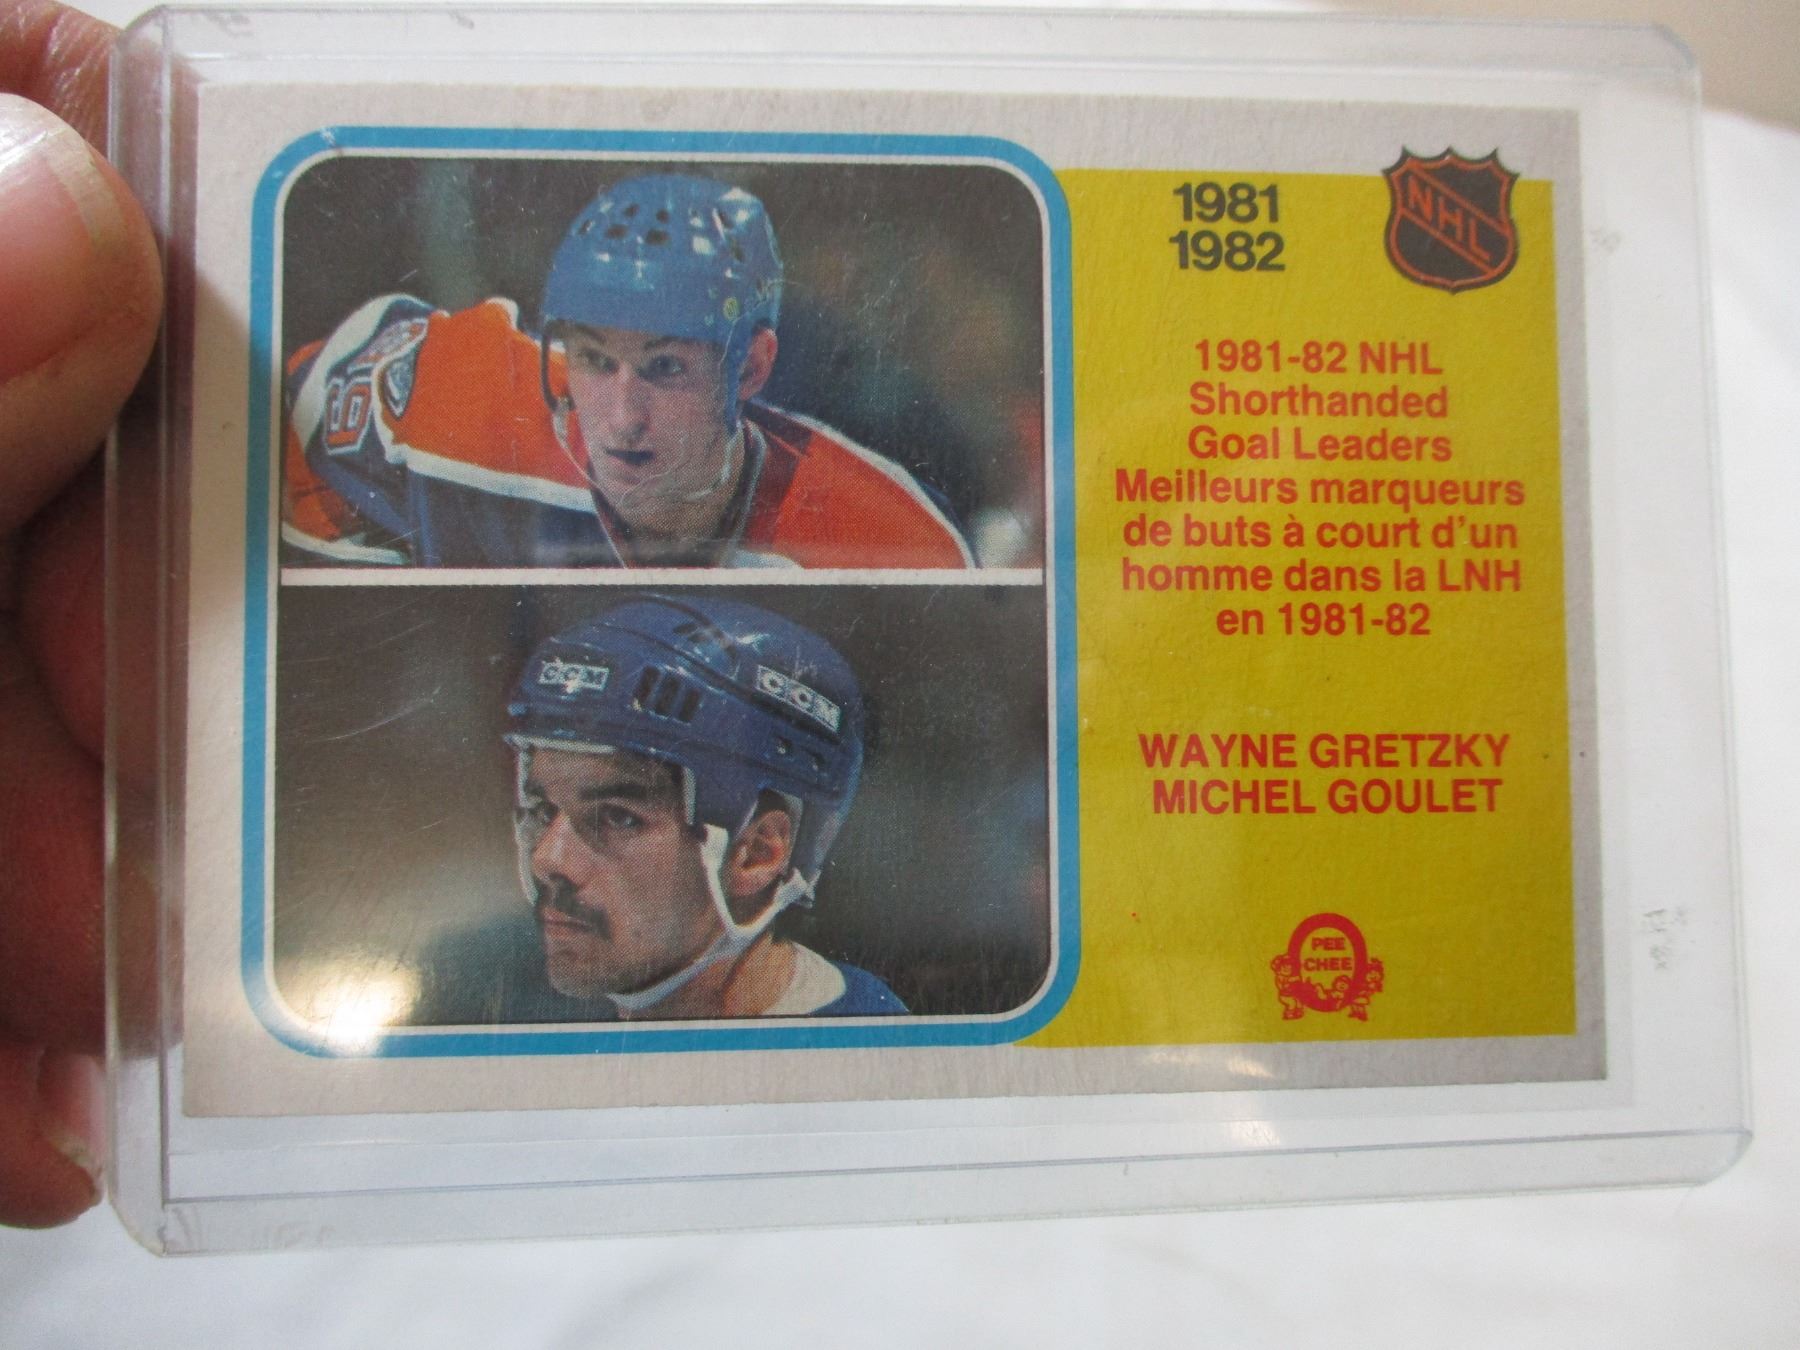 1981
1982
NHL
1981-82 NHL
Shorthanded
Goal Leaders
Meilleurs marqueurs
de buts à court d'un
homme dans la LNH
en 1981-82
WAYNE GRETZKY
MICHEL GOULET
PEE
CHEE
CCM
CCM